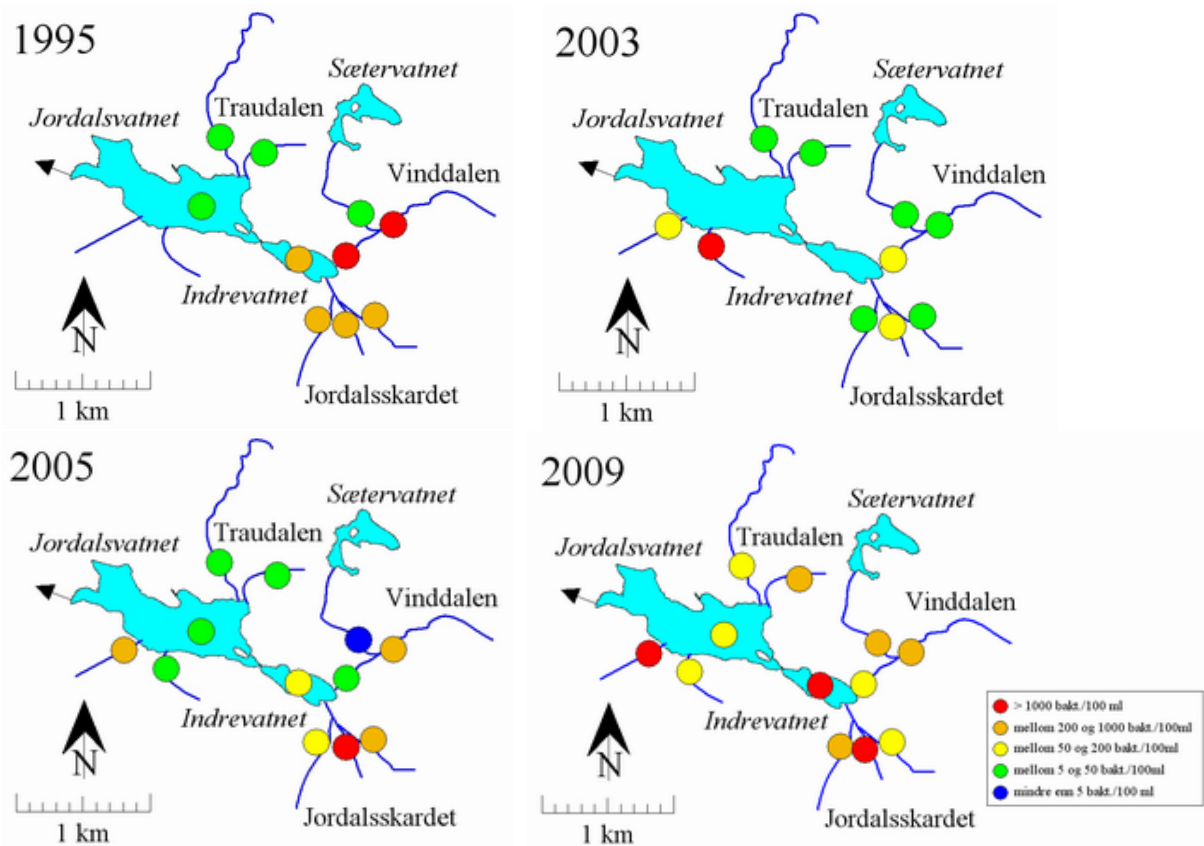 1995
Sætervatnet
Traudalen
Jordalsvatnet
Vinddalen
Indrevatnet
N
Jordalsskardet
1 km
2003
Sætervatnet
Traudalen
Jordalsvatnet
Vinddalen
Indrevatnet
N
Jordalsskardet
1 km
2005
Sætervatnet
Traudalen
Jordalsvatnet
Vinddalen
Indrevatnet
N
Jordalsskardet
1 km
2009
Sætervatnet
Traudalen
Jordalsvatnet
Vinddalen
Indrevatnet
N
Jordalsskardet
1 km
> 1000 bakt./100 ml
mellom 200 og 1000 bakt./100ml
mellom 50 og 200 bakt./100ml
mellom 5 og 50 bakt./100ml
mindre enn 5 bakt./100 ml